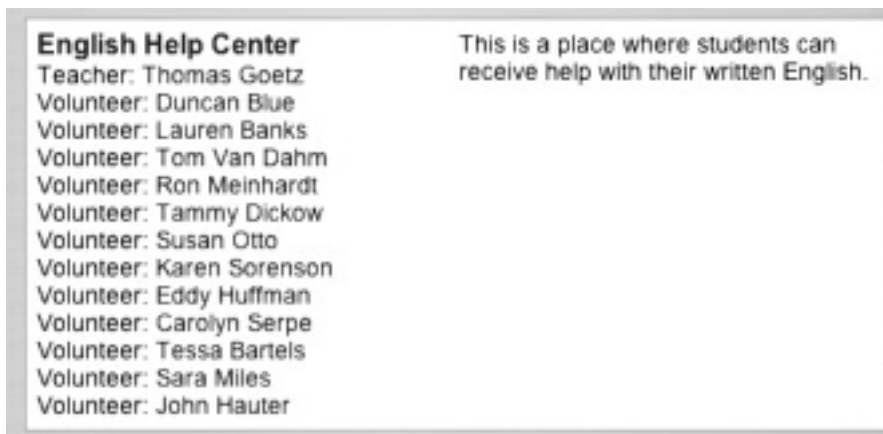 English Help Center
Teacher: Thomas Goetz
Volunteer: Duncan Blue
Volunteer: Lauren Banks
Volunteer: Tom Van Dahm
Volunteer: Ron Meinhardt
Volunteer: Tammy Dickow
Volunteer: Susan Otto
Volunteer: Karen Sorenson
Volunteer: Eddy Huffman
Volunteer: Carolyn Serpe
Volunteer: Tessa Bartels
Volunteer: Sara Miles
Volunteer: John Hauter
This is a place where students can
receive help with their written English.